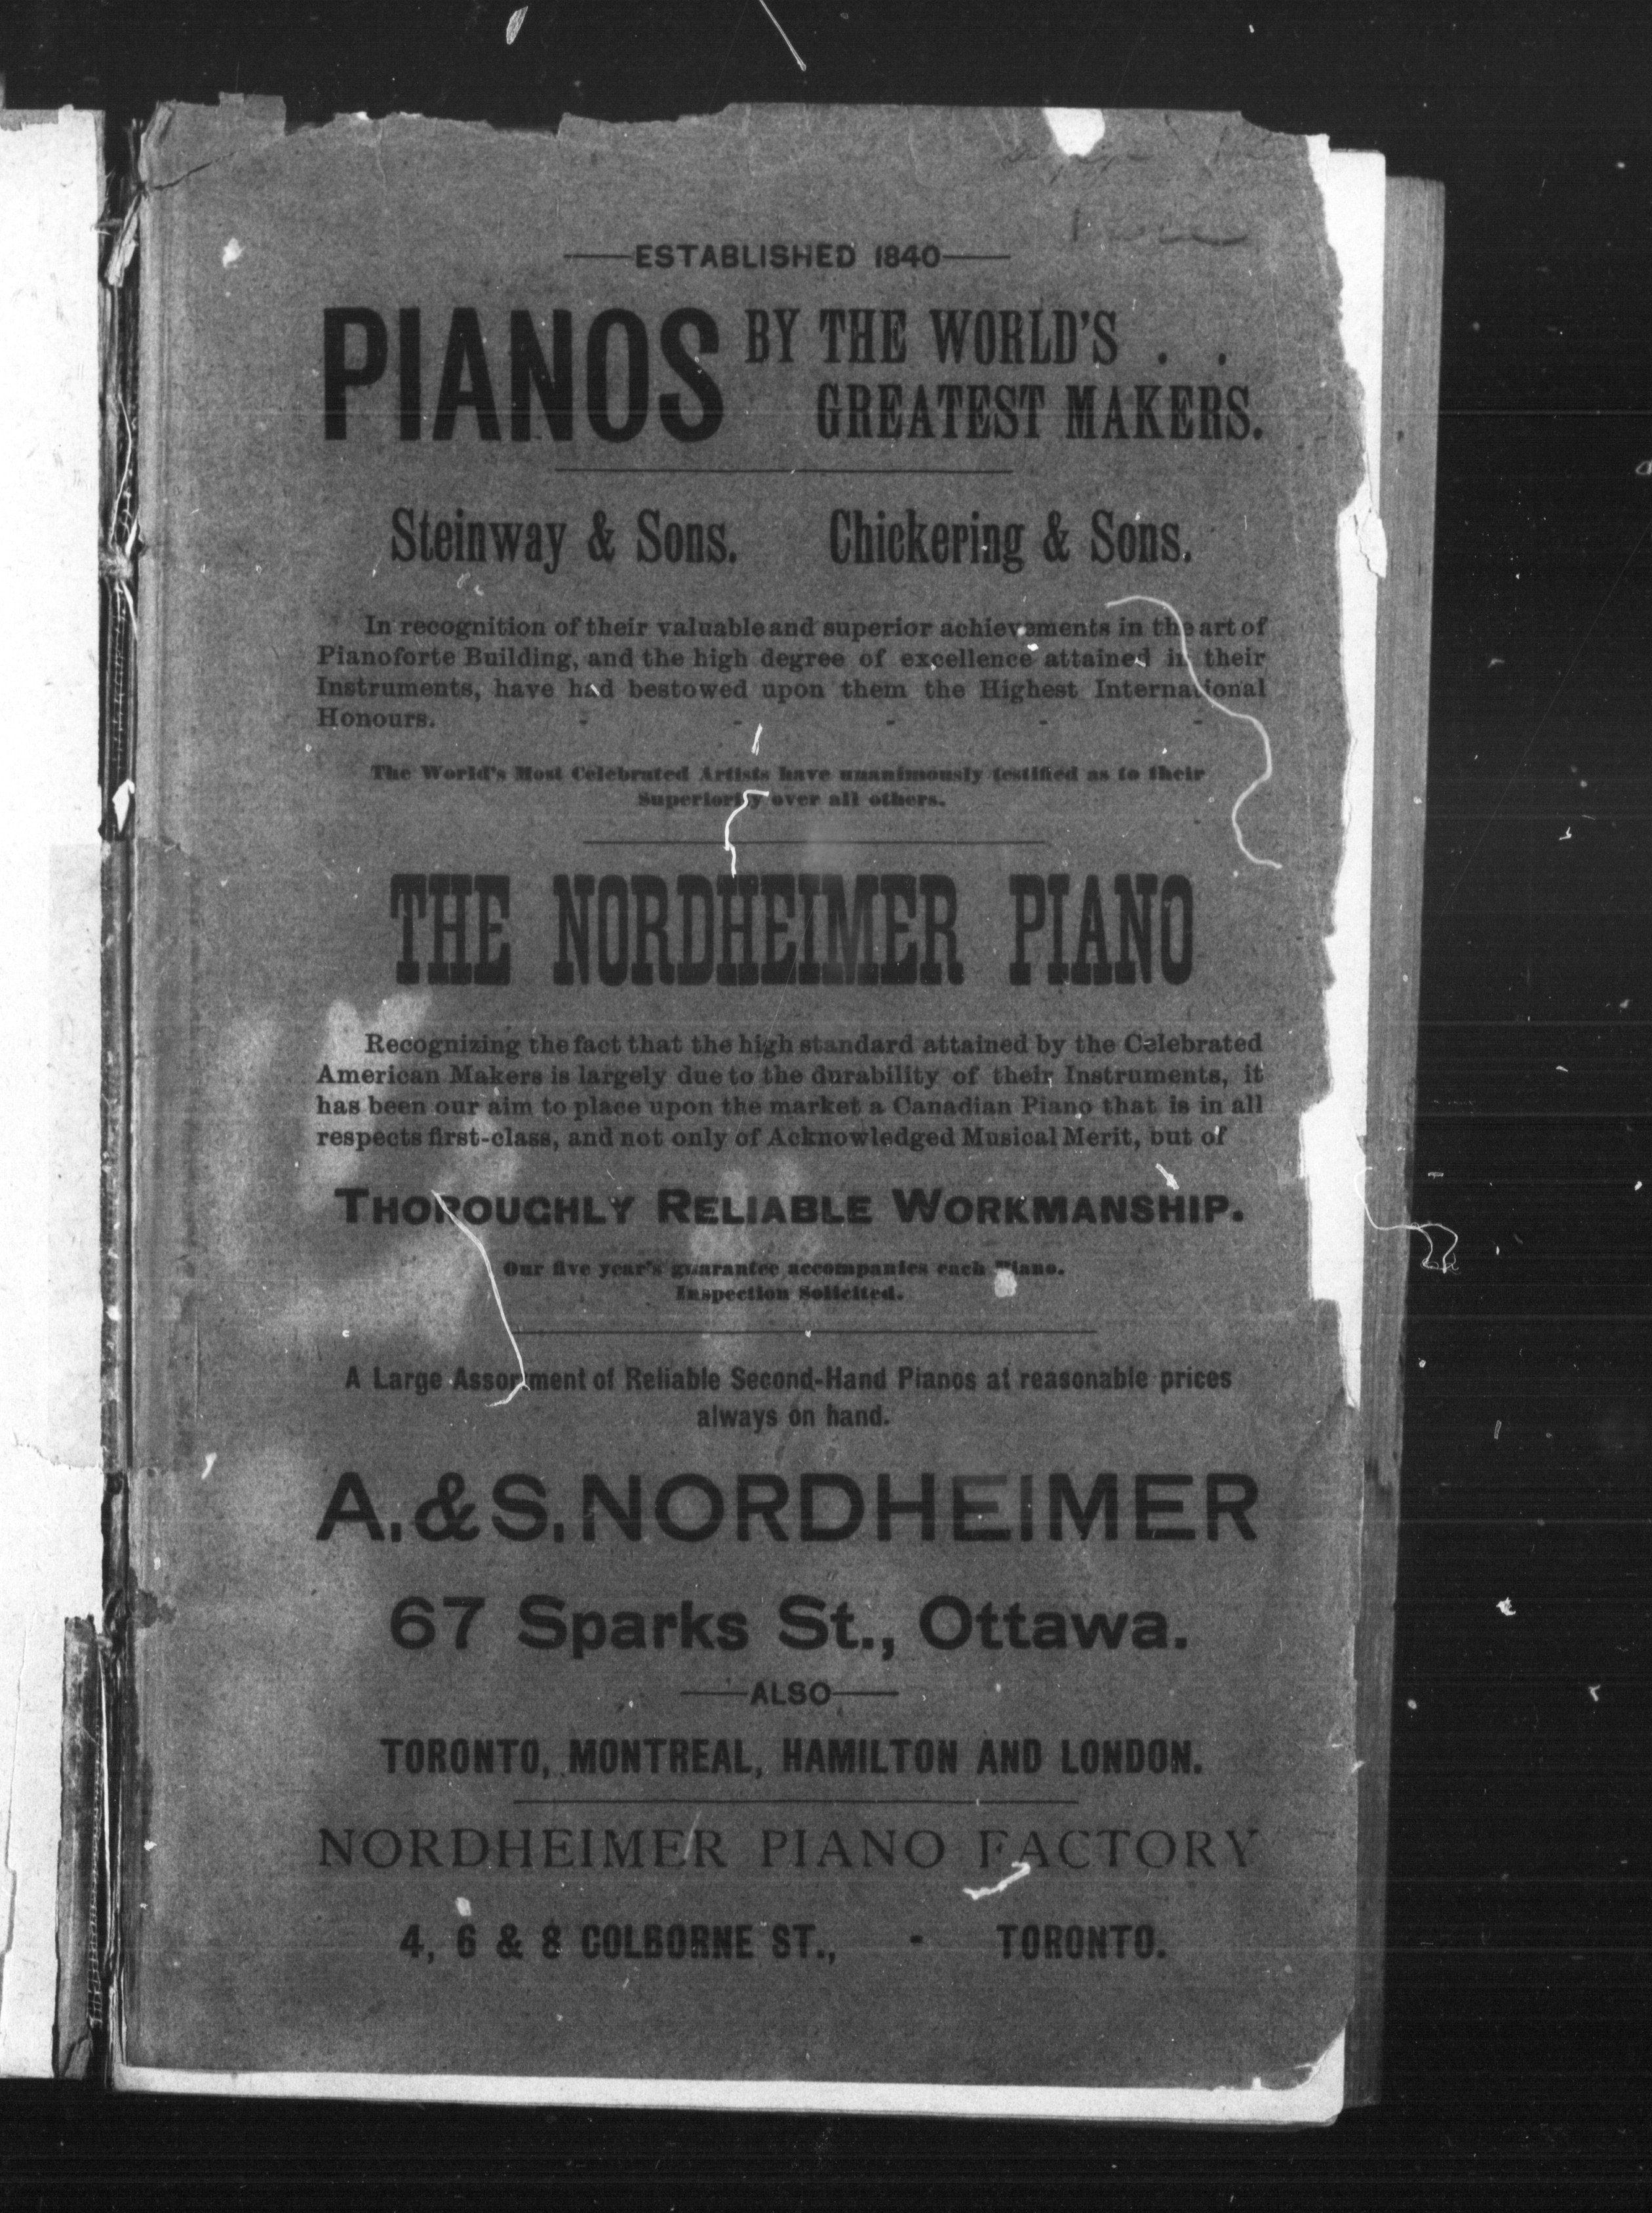 ESTABLISHED 1840
PIANOS BY THE WORLD'S . .
GREATEST MAKERS.
Steinway & Sons. Chickering & Sons.
In recognition of their valuable and superior achievements in the art of
Pianoforte Building, and the high degree of excellence attained in their
Instruments, have had bestowed upon them the Highest International
Honours. - - - - -
The World's Most Celebrated Artists have unanimously testified as to their
Superiority over all others.
THE NORDHEIMER PIANO
Recognizing the fact that the high standard attained by the Celebrated
American Makers is largely due to the durability of their Instruments, it
has been our aim to place upon the market a Canadian Piano that is in all
respects first-class, and not only of Acknowledged Musical Merit, but of
THOROUGHLY RELIABLE WORKMANSHIP.
Our five year's guarantee accompanies each Piano.
Inspection Solicited.
A Large Assortment of Reliable Second-Hand Pianos at reasonable prices
always on hand.
A. & S. NORDHEIMER
67 Sparks St., Ottawa.
ALSO
TORONTO, MONTREAL, HAMILTON AND LONDON.
NORDHEIMER PIANO FACTORY
4, 6 & 8 COLBORNE ST., - TORONTO.